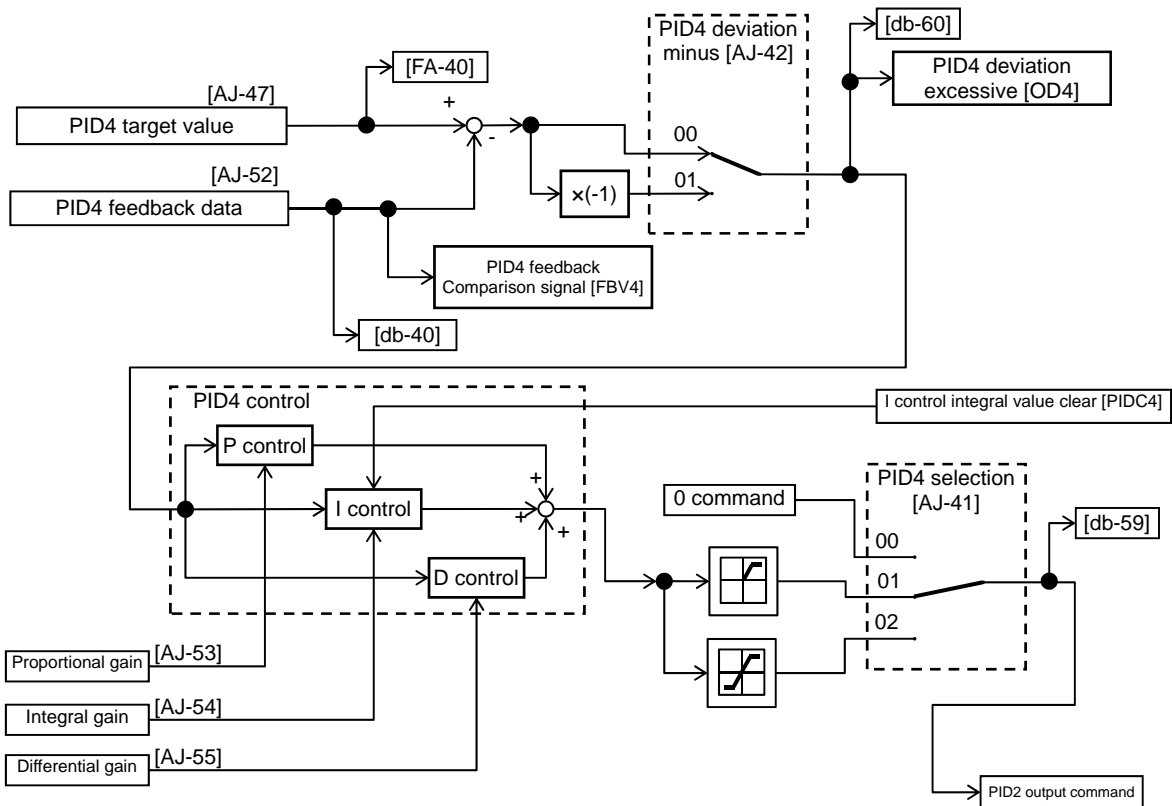 PID4 deviation
minus [AJ-42]
[db-60]
[FA-40]
PID4 deviation
excessive [OD4]
[AJ-47]
PID4 target value
+
-
00
01
×(-1)
[AJ-52]
PID4 feedback data
PID4 feedback
Comparison signal [FBV4]
[db-40]
PID4 control
I control integral value clear [PIDC4]
P control
I control
D control
+
+
+
0 command
PID4 selection
[AJ-41]
[db-59]
00
01
02
Proportional gain
[AJ-53]
Integral gain
[AJ-54]
Differential gain
[AJ-55]
PID2 output command